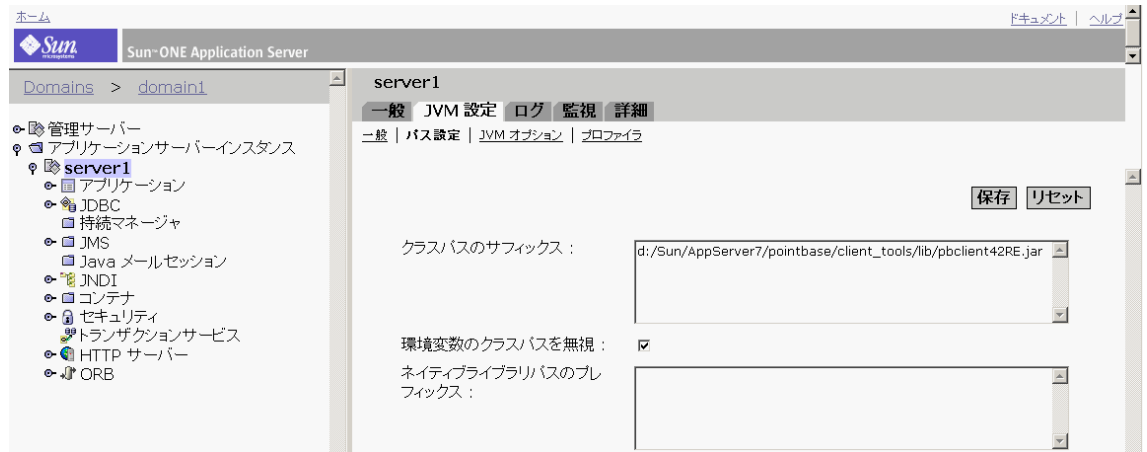 ホーム
ドキュメント | ヘルプ
Sun microsystems
Sun™ ONE Application Server
Domains > domain1
管理サーバー
アプリケーションサーバーインスタンス
server1
アプリケーション
JDBC
持続マネージャ
JMS
Java メールセッション
JNDI
コンテナ
セキュリティ
トランザクションサービス
HTTP サーバー
ORB
server1
一般 JVM 設定 ログ 監視 詳細
一般 | パス設定 | JVM オプション | プロファイラ
保存 リセット
クラスパスのサフィックス :
d:/Sun/AppServer7/pointbase/client_tools/lib/pbclient42RE.jar
環境変数のクラスパスを無視 :
ネイティブライブラリパスのプレ
フィックス :